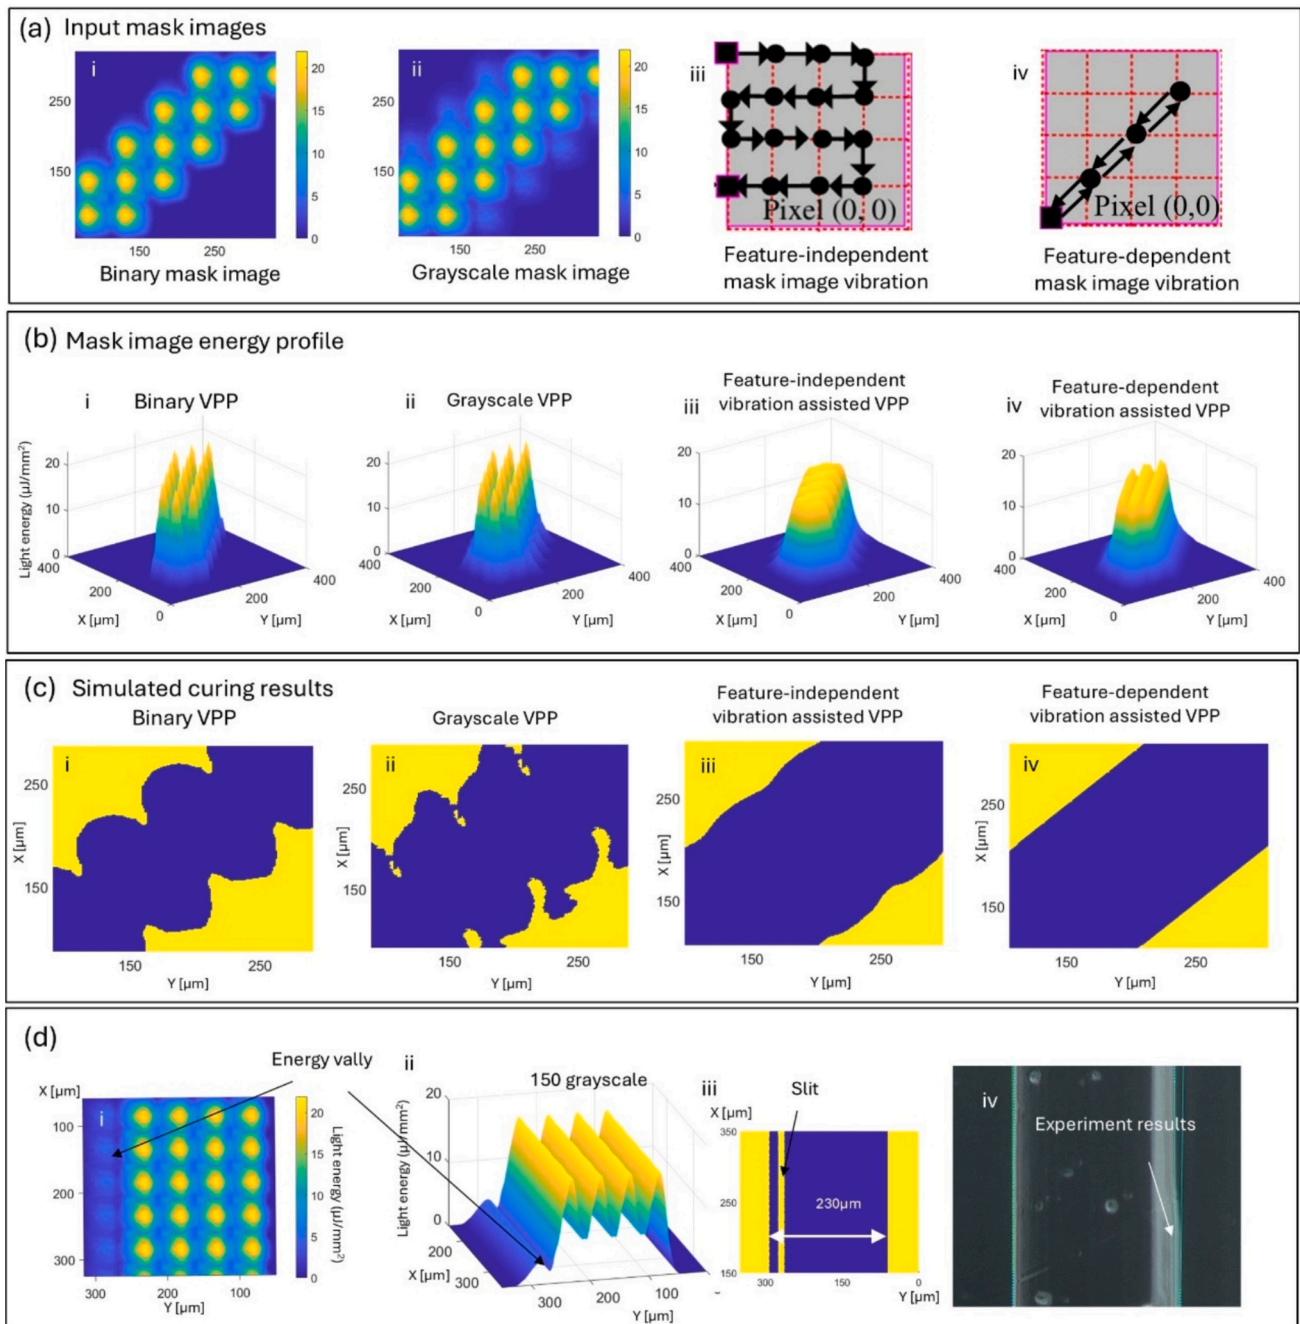 (a) Input mask images
i
ii
iii
iv
250
150
150
250
20
15
10
5
0
250
150
150
250
20
15
10
5
0
Pixel (0, 0)
Pixel (0,0)
Binary mask image
Grayscale mask image
Feature-independent
mask image vibration
Feature-dependent
mask image vibration
(b) Mask image energy profile
i
Binary VPP
ii
Grayscale VPP
iii
Feature-independent
vibration assisted VPP
iv
Feature-dependent
vibration assisted VPP
Light energy (µJ/mm²)
20
10
0
400
200
0
200
400
X [µm]
Y [µm]
20
10
0
400
200
0
200
400
X [µm]
Y [µm]
20
10
0
400
200
0
200
400
X [µm]
Y [µm]
20
10
0
400
200
0
200
400
X [µm]
Y [µm]
(c) Simulated curing results
Binary VPP
Grayscale VPP
Feature-independent
vibration assisted VPP
Feature-dependent
vibration assisted VPP
i
X [µm]
250
150
150
250
Y [µm]
ii
X [µm]
250
150
150
250
Y [µm]
iii
X [µm]
250
150
150
250
Y [µm]
iv
X [µm]
250
150
150
250
Y [µm]
(d)
Energy vally
X [µm]
i
100
200
300
300
200
100
Y [µm]
20
15
10
5
0
Light energy (µ/mm²)
ii
150 grayscale
Light energy (µJ/mm²)
20
10
0
200
300
X [µm]
300
200
100
0
Y [µm]
iii
Slit
X [µm]
350
250
150
230µm
300
150
0
Y [µm]
iv
Experiment results